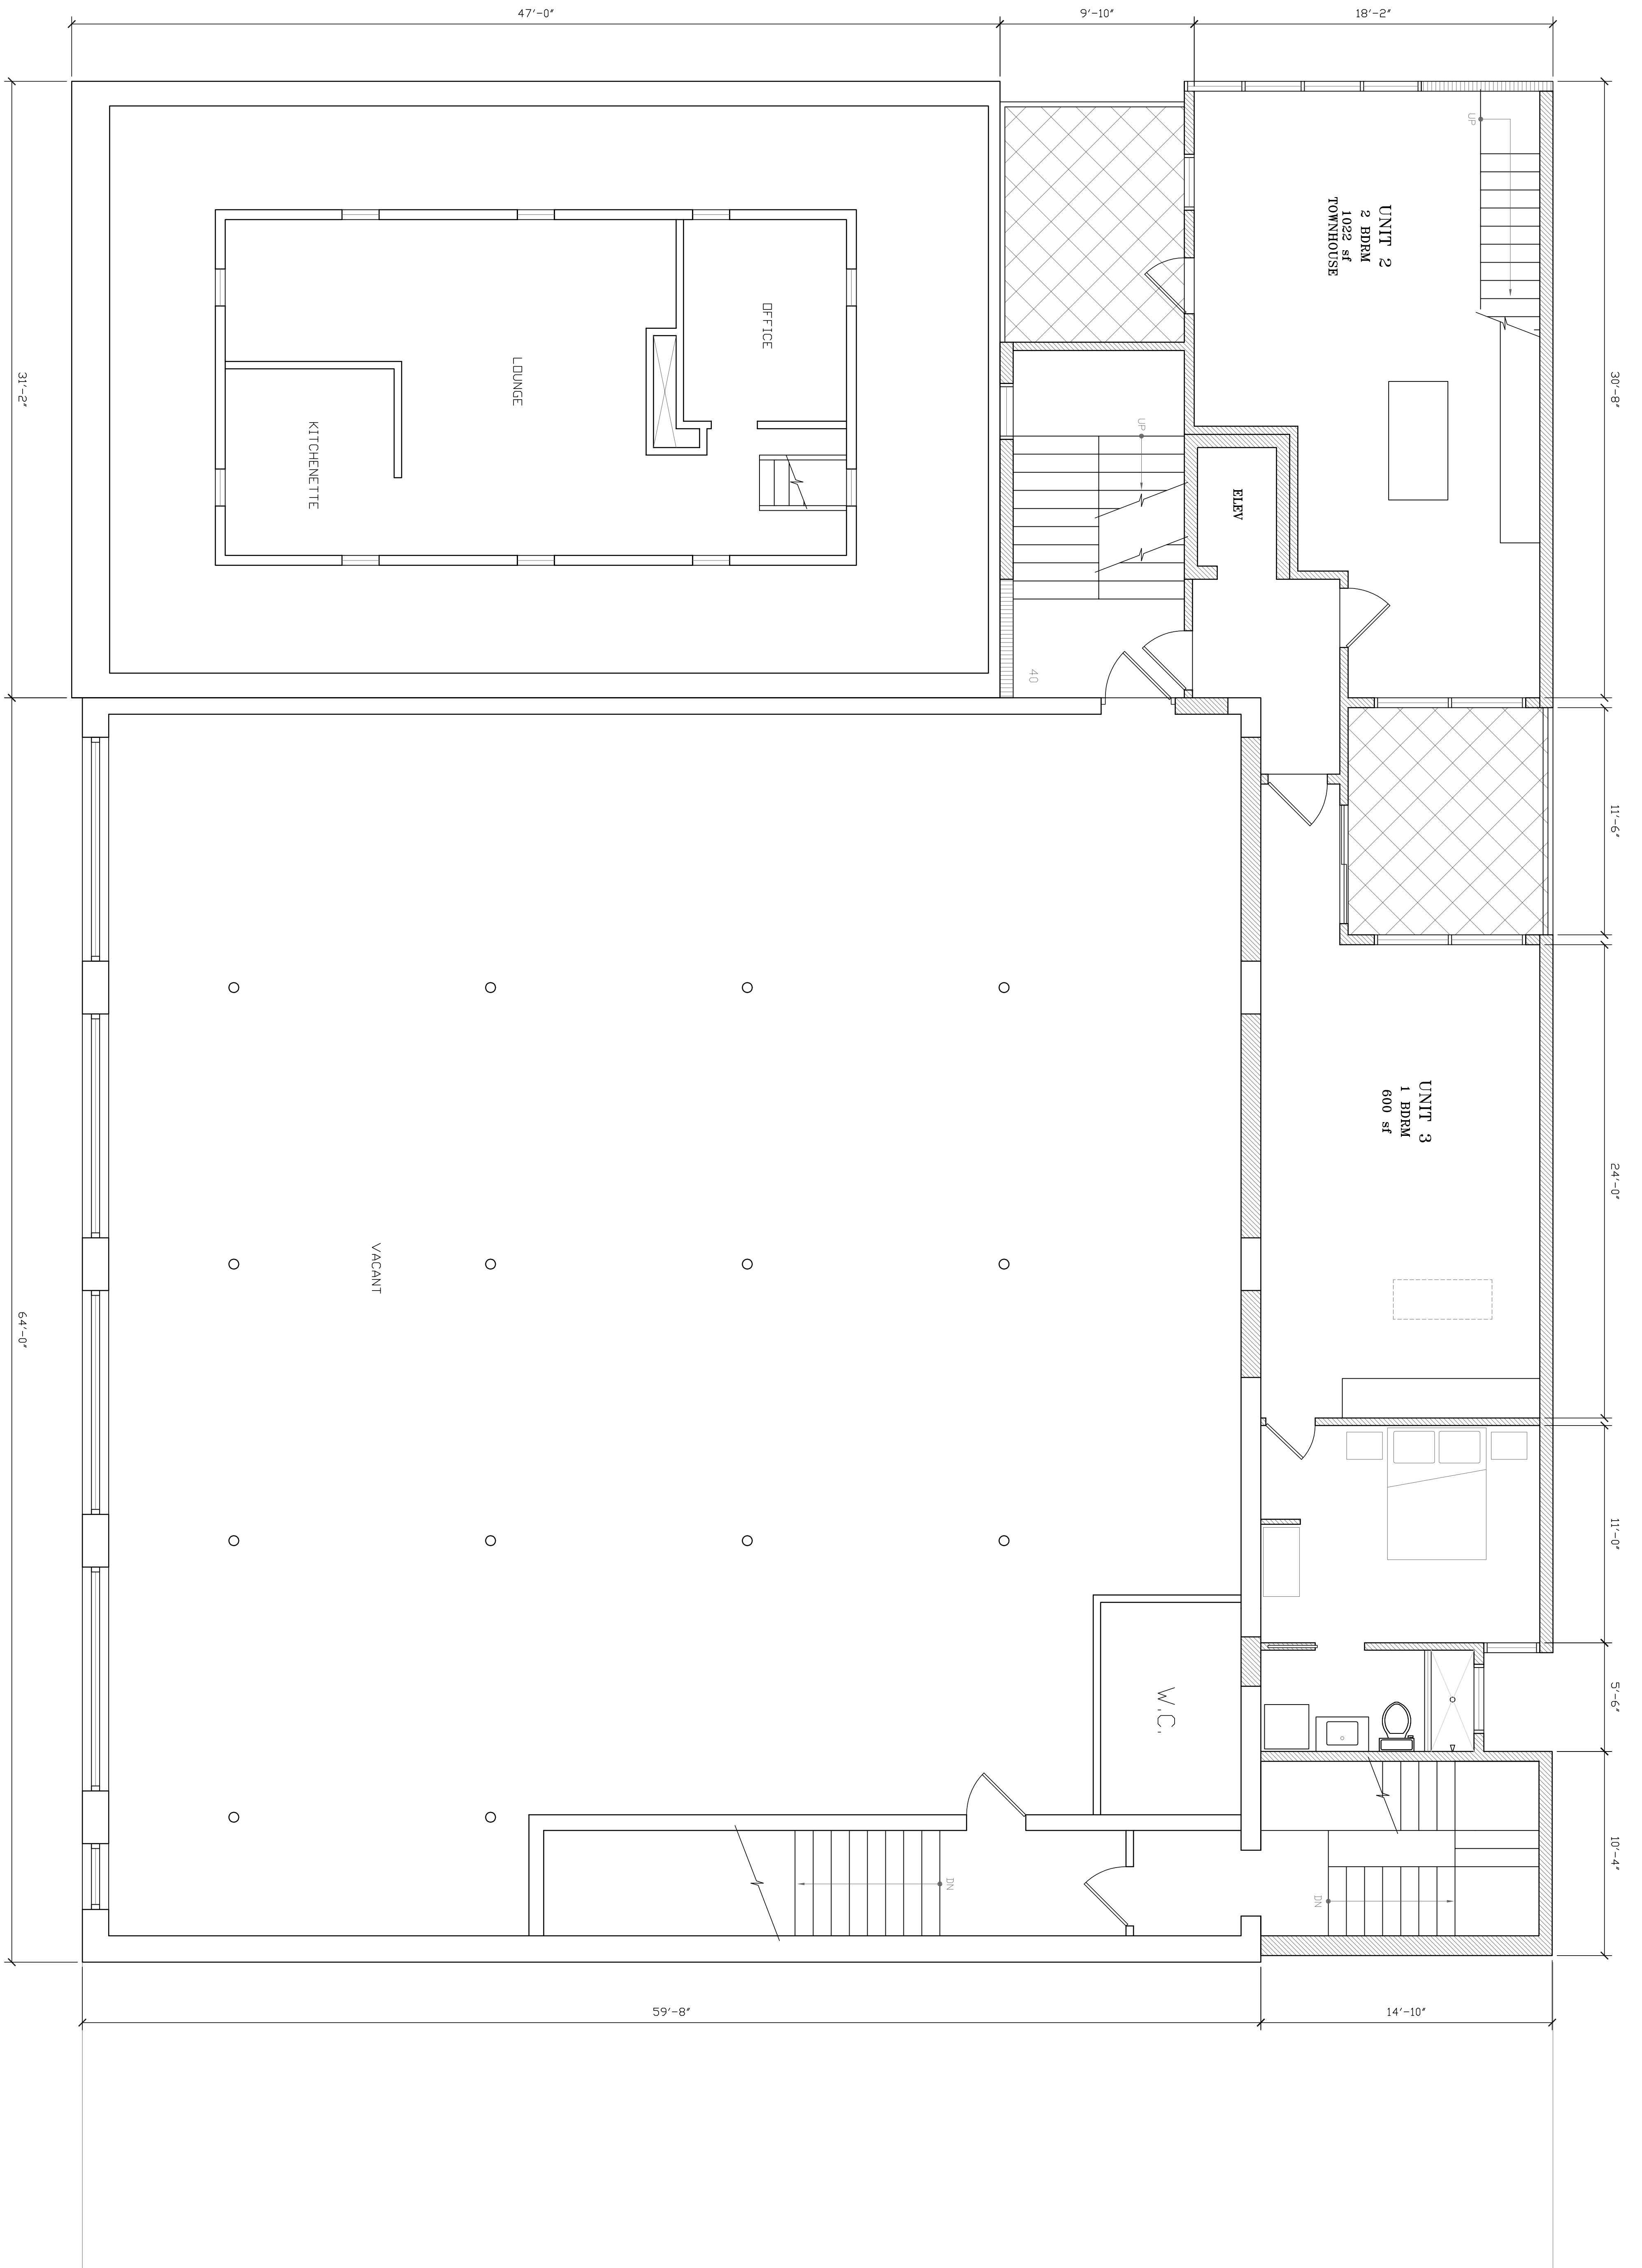 47'-0"
9'-10"
18'-2"
UP
UNIT 2
2 BDRM
1022 sf
TOWNHOUSE
30'-8"
31'-2"
OFFICE
LOUNGE
KITCHENETTE
UP
ELEV
40
11'-6"
UNIT 3
1 BDRM
600 sf
24'-0"
VACANT
64'-0"
11'-0"
W.C.
5'-6"
DN
DN
10'-4"
59'-8"
14'-10"